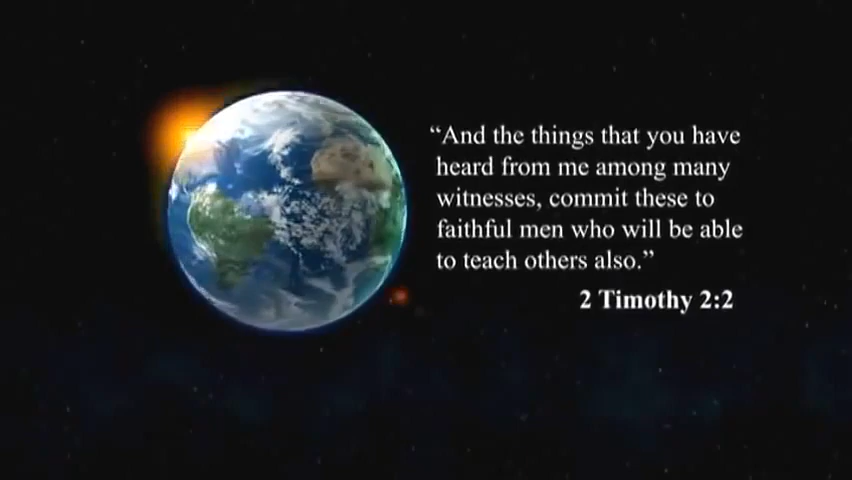 “And the things that you have
heard from me among many
witnesses, commit these to
faithful men who will be able
to teach others also.”
2 Timothy 2:2